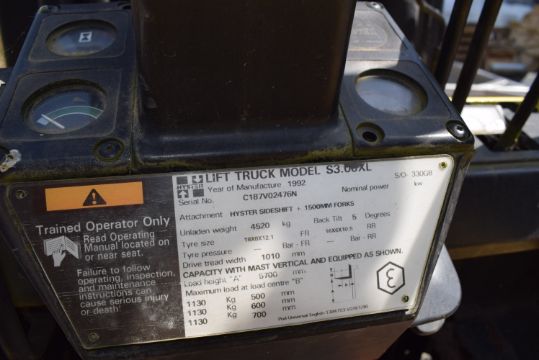 HYSTER
LIFT TRUCK MODEL S3.00XL
Year of Manufacture 1992
S/O- 330G8
Serial No. C187V02476N
Nominal power kw
Attachment HYSTER SIDESHIFT + 1500MM FORKS
Unladen weight 4520 kg Back Tilt 5 Degrees
Tyre size 18X8X12.1 FR RR
Tyre pressure — Bar - FR — Bar - RR
Drive tread width 1010 mm
CAPACITY WITH MAST VERTICAL AND EQUIPPED AS SHOWN.
Load height "A" 5700 mm
Maximum load at load centre "B"
1130 Kg 500 mm
1130 Kg 600 mm
1130 Kg 700 mm
Trained Operator Only
Read Operating
Manual located on
or near seat.
Failure to follow
operating, inspection,
and maintenance
instructions can
cause serious injury
or death